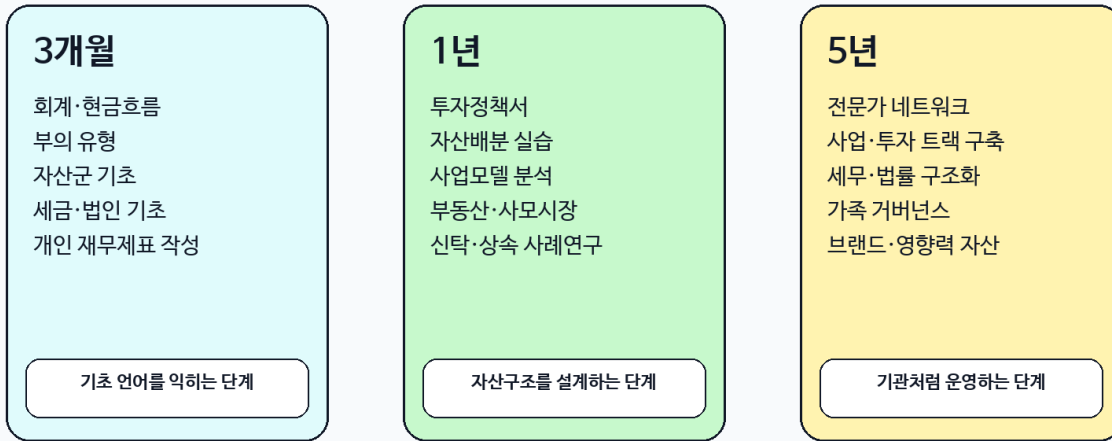 3개월
회계·현금흐름
부의 유형
자산군 기초
세금·법인 기초
개인 재무제표 작성
기초 언어를 익히는 단계
1년
투자정책서
자산배분 실습
사업모델 분석
부동산·사모시장
신탁·상속 사례연구
자산구조를 설계하는 단계
5년
전문가 네트워크
사업·투자 트랙 구축
세무·법률 구조화
가족 거버넌스
브랜드·영향력 자산
기관처럼 운영하는 단계